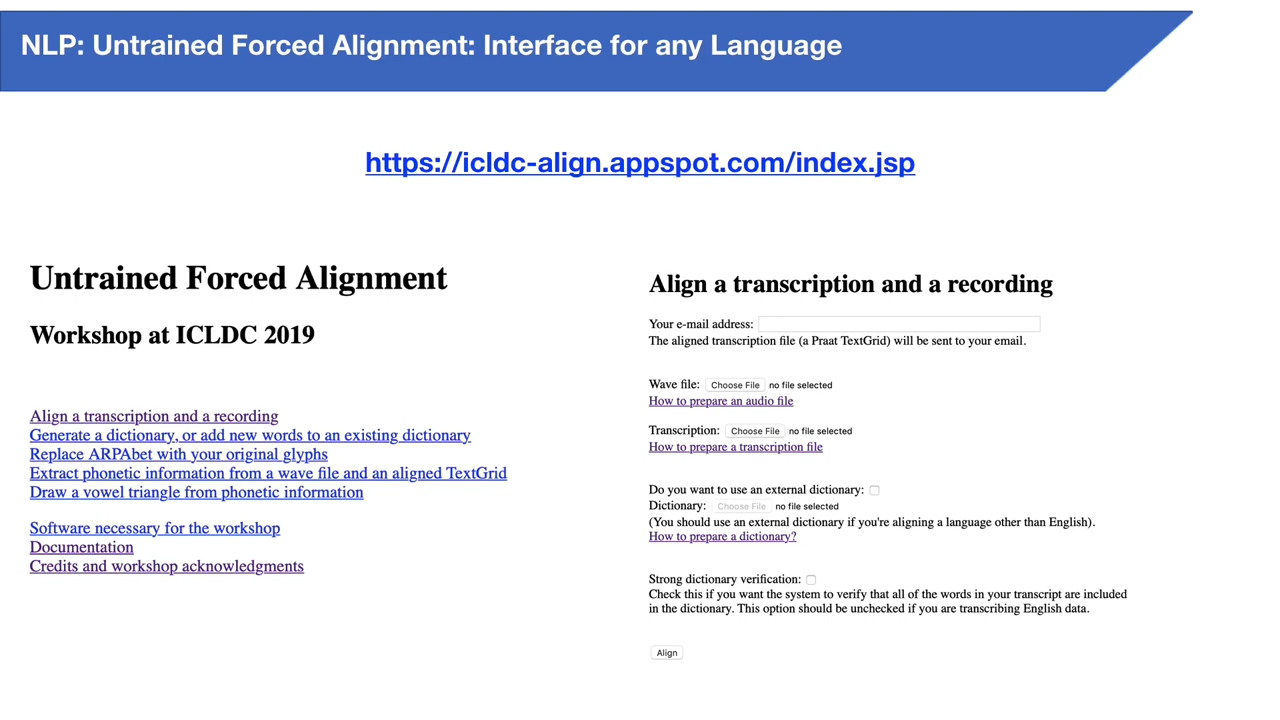 NLP: Untrained Forced Alignment: Interface for any Language
https://icldc-align.appspot.com/index.jsp
Untrained Forced Alignment
Workshop at ICLDC 2019
Align a transcription and a recording
Generate a dictionary, or add new words to an existing dictionary
Replace ARPAbet with your original glyphs
Extract phonetic information from a wave file and an aligned TextGrid
Draw a vowel triangle from phonetic information
Software necessary for the workshop
Documentation
Credits and workshop acknowledgments
Align a transcription and a recording
Your e-mail address:
The aligned transcription file (a Praat TextGrid) will be sent to your email.
Wave file: Choose File no file selected
How to prepare an audio file
Transcription: Choose File no file selected
How to prepare a transcription file
Do you want to use an external dictionary:
Dictionary: Choose File no file selected
(You should use an external dictionary if you're aligning a language other than English).
How to prepare a dictionary?
Strong dictionary verification:
Check this if you want the system to verify that all of the words in your transcript are included
in the dictionary. This option should be unchecked if you are transcribing English data.
Align